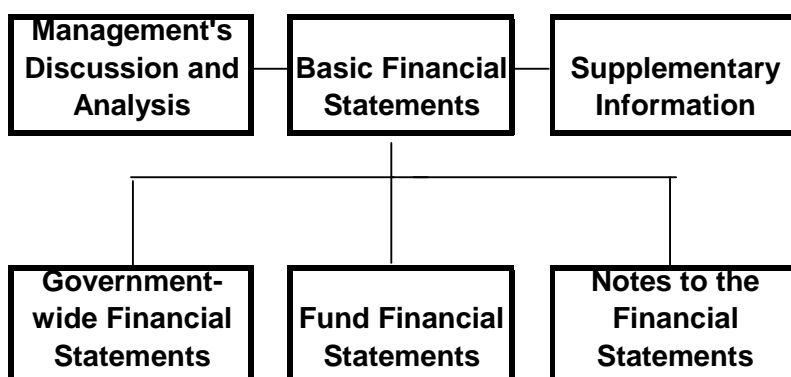 Management's
Discussion and
Analysis
Basic Financial
Statements
Supplementary
Information
Government-
wide Financial
Statements
Fund Financial
Statements
Notes to the
Financial
Statements